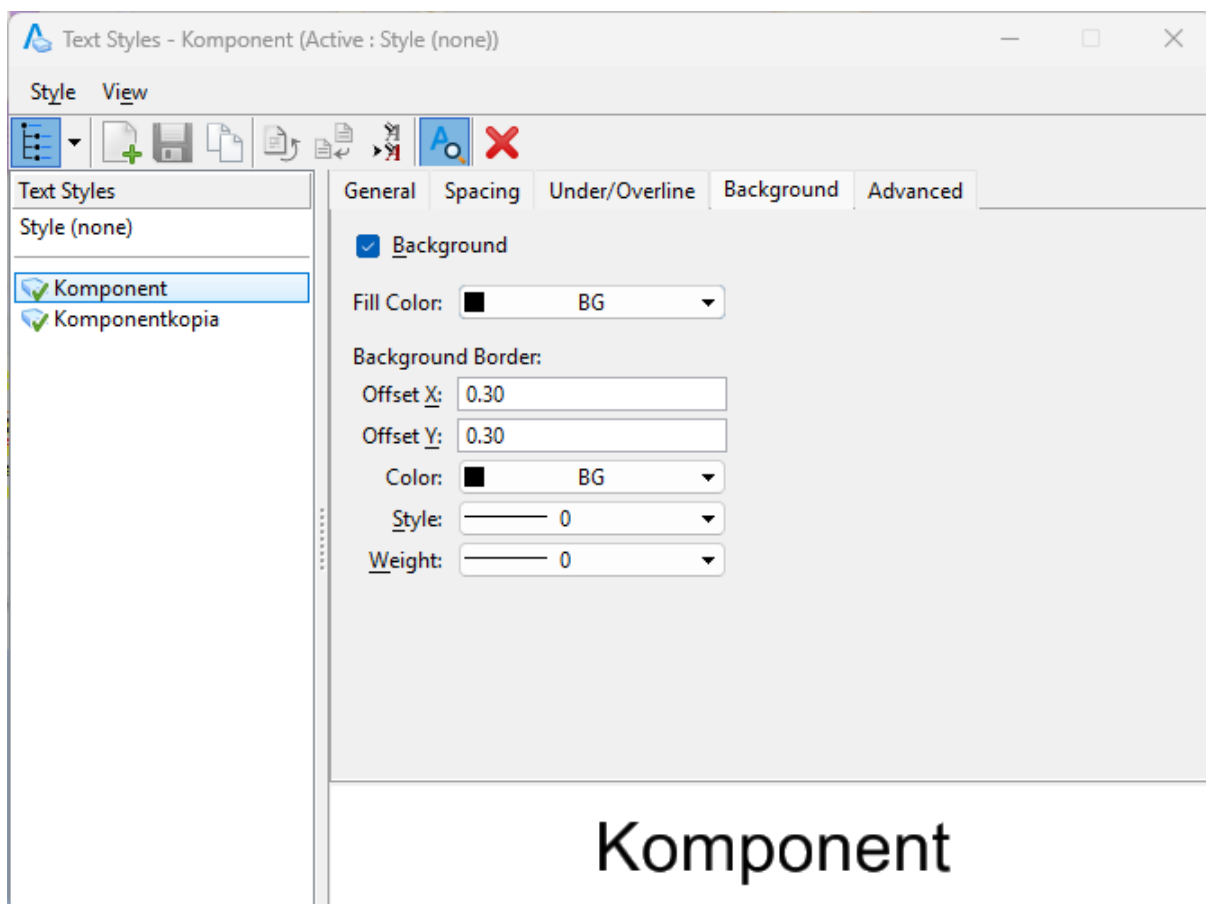 Text Styles - Komponent (Active : Style (none))
Style View
Text Styles
Style (none)
Komponent
Komponentkopia
General Spacing Under/Overline Background Advanced
Background
Fill Color: BG
Background Border:
Offset X: 0.30
Offset Y: 0.30
Color: BG
Style: 0
Weight: 0
Komponent